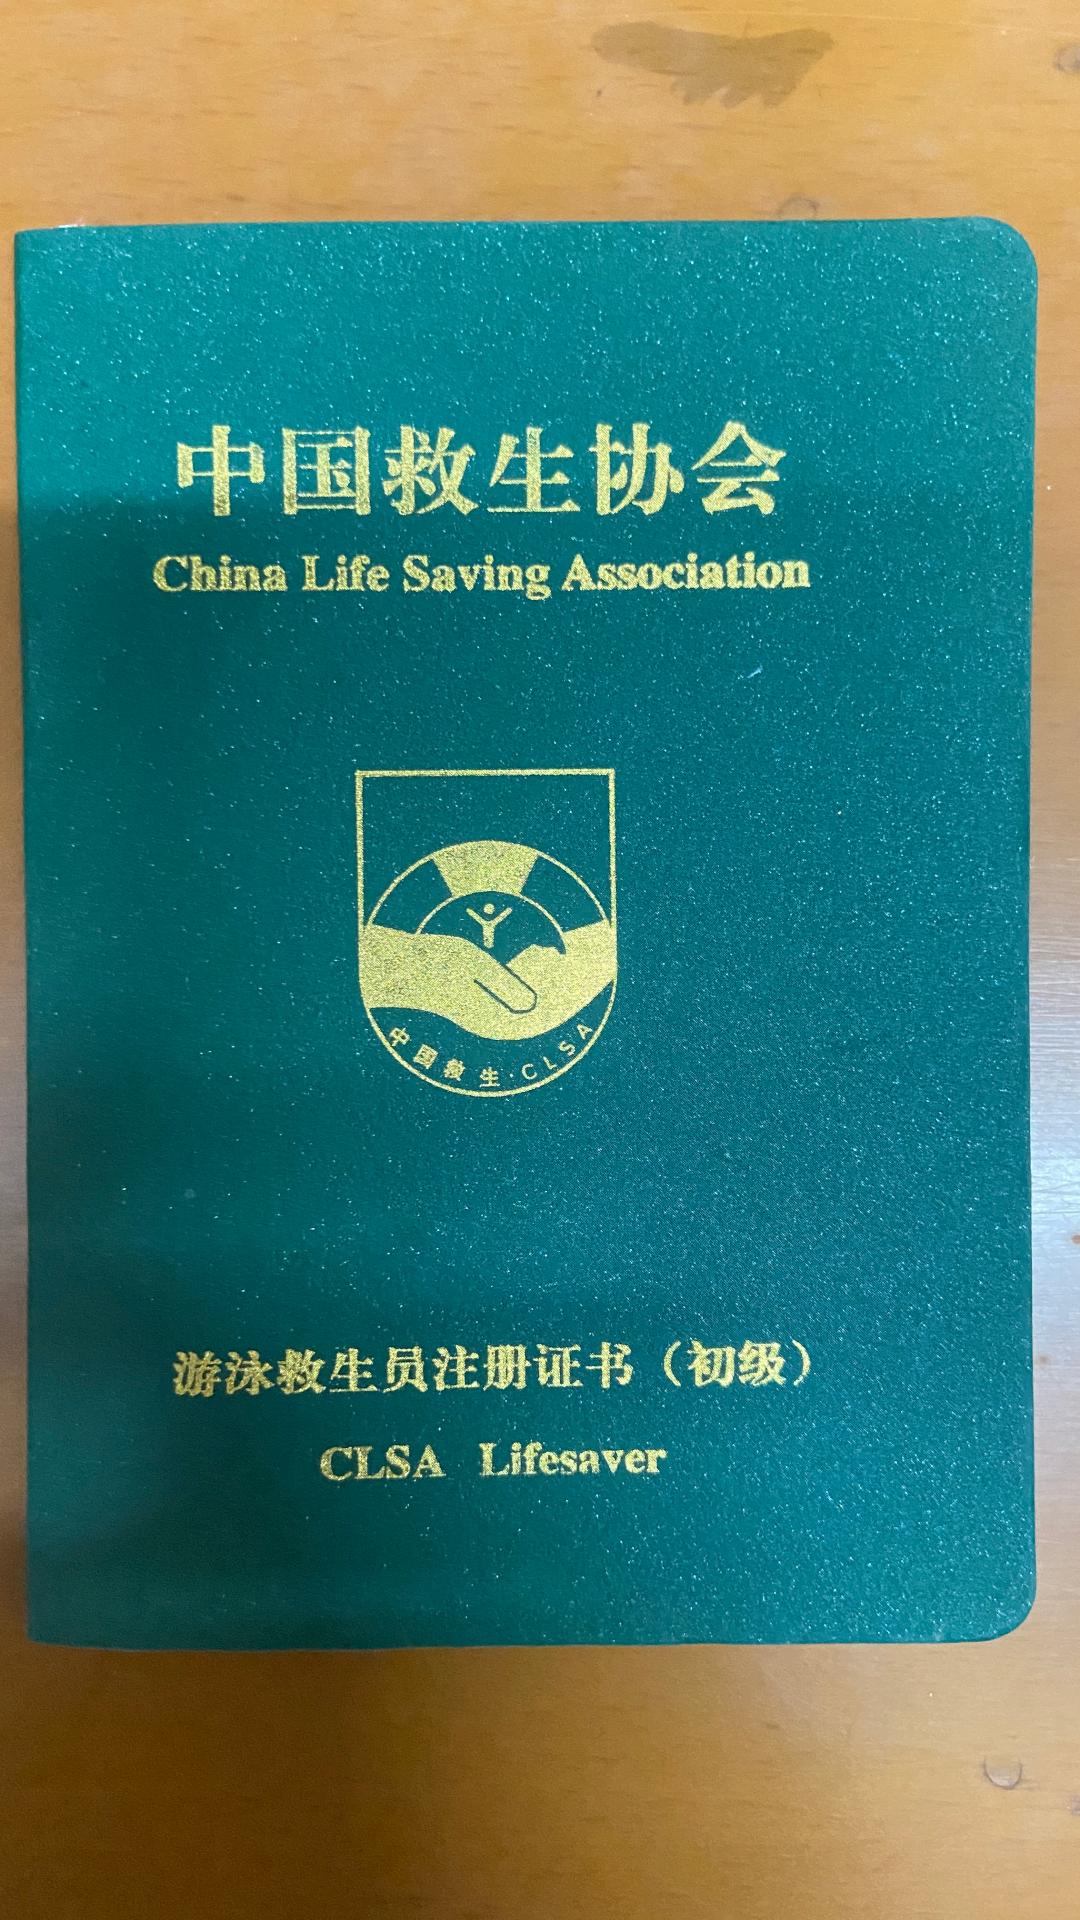 中国救生协会
China Life Saving Association
中国救生·CLSA
游泳救生员注册证书（初级）
CLSA Lifesaver